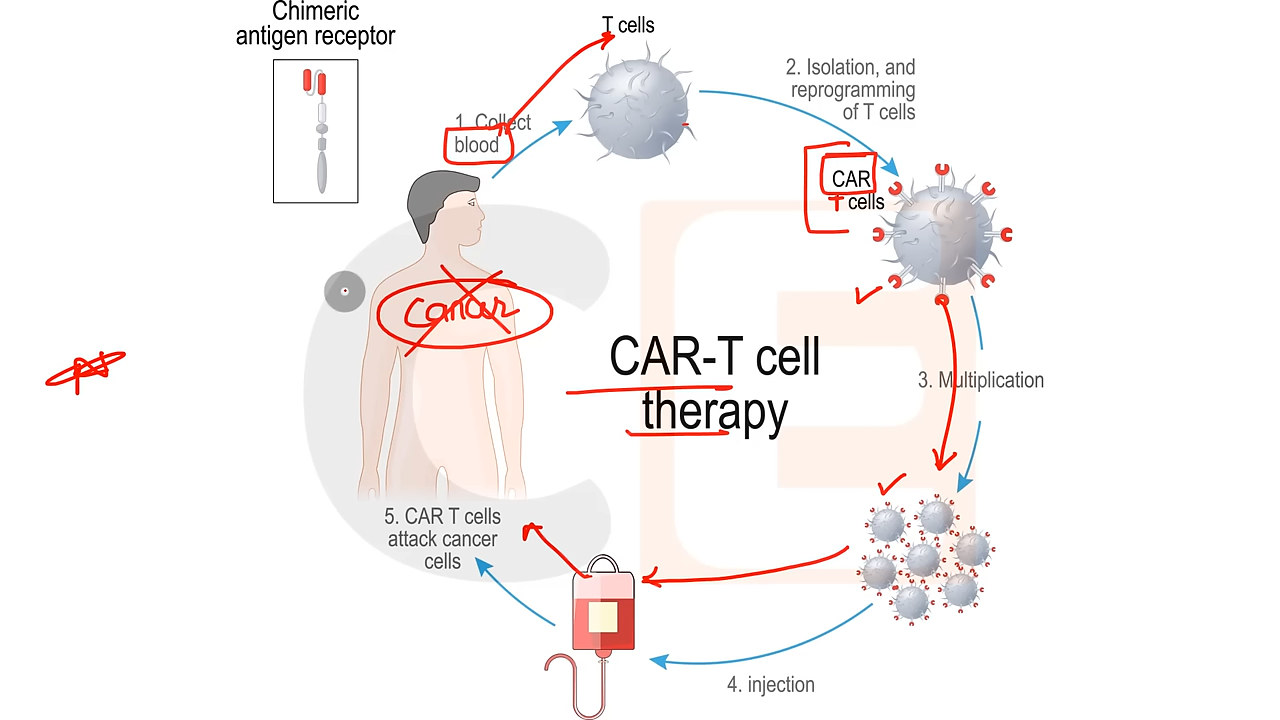 Chimeric
antigen receptor
T cells
1. Collect
blood
2. Isolation, and
reprogramming
of T cells
CAR
T cells
cancer
CAR-T cell
therapy
3. Multiplication
5. CAR T cells
attack cancer
cells
4. injection
CE